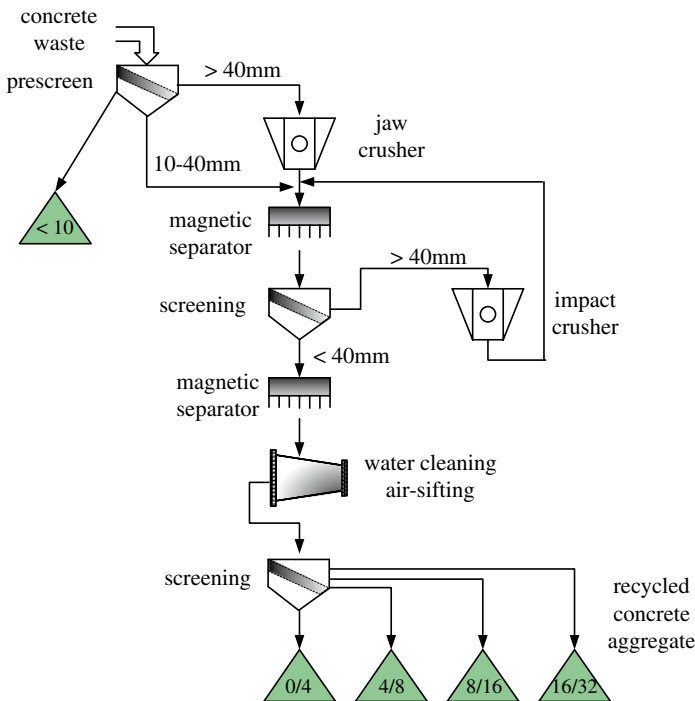 concrete
waste
prescreen
> 40mm
jaw
crusher
10-40mm
< 10
magnetic
separator
> 40mm
screening
impact
crusher
< 40mm
magnetic
separator
water cleaning
air-sifting
screening
recycled
concrete
aggregate
0/4
4/8
8/16
16/32